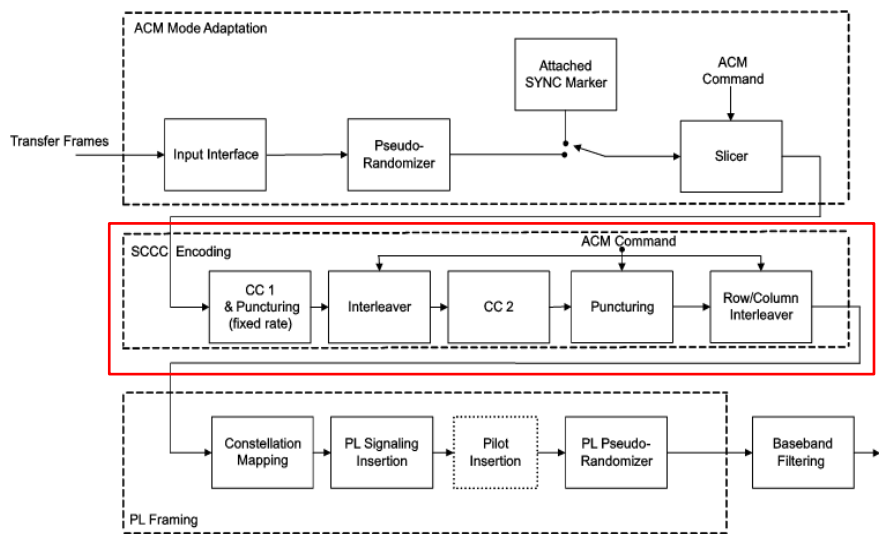 ACM Mode Adaptation
Attached
SYNC Marker
ACM
Command
Transfer Frames
Input Interface
Pseudo-
Randomizer
Slicer
SCCC Encoding
ACM Command
CC 1
& Puncturing
(fixed rate)
Interleaver
CC 2
Puncturing
Row/Column
Interleaver
Constellation
Mapping
PL Signaling
Insertion
Pilot
Insertion
PL Pseudo-
Randomizer
Baseband
Filtering
PL Framing